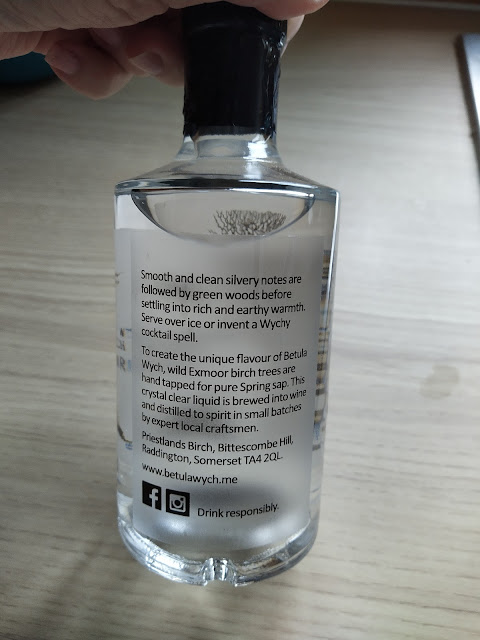 Smooth and clean silvery notes are
followed by green woods before
settling into rich and earthy warmth.
Serve over ice or invent a Wychy
cocktail spell.
To create the unique flavour of Betula
Wych, wild Exmoor birch trees are
hand tapped for pure Spring sap. This
crystal clear liquid is brewed into wine
and distilled to spirit in small batches
by expert local craftsmen.
Priestlands Birch, Bittescombe Hill,
Raddington, Somerset TA4 2QL.
www.betulawych.me
Drink responsibly.